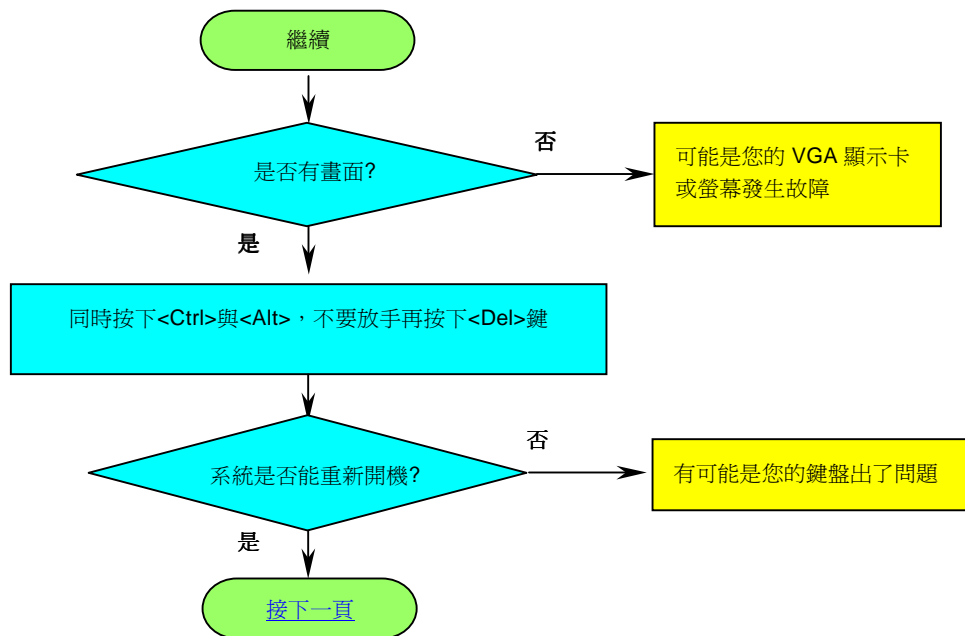 繼續
是否有畫面?
否
可能是您的 VGA 顯示卡
或螢幕發生故障
是
同時按下<Ctrl>與<Alt>，不要放手再按下<Del>鍵
系統是否能重新開機?
否
有可能是您的鍵盤出了問題
是
接下一頁